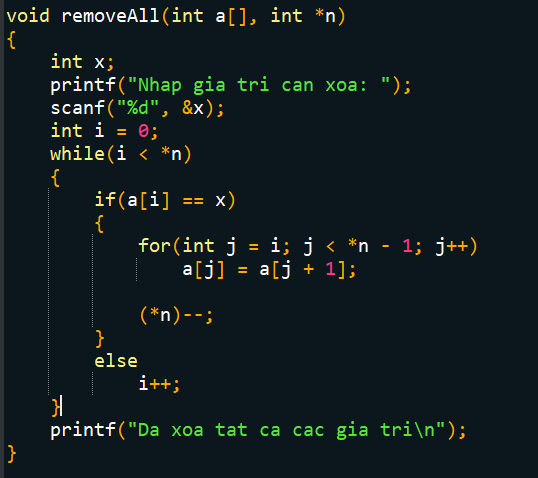 void removeAll(int a[], int *n)
{
    int x;
    printf("Nhap gia tri can xoa: ");
    scanf("%d", &x);
    int i = 0;
    while(i < *n)
    {
        if(a[i] == x)
        {
            for(int j = i; j < *n - 1; j++)
                a[j] = a[j + 1];

            (*n)--;
        }
        else
            i++;
    }
    printf("Da xoa tat ca cac gia tri\n");
}